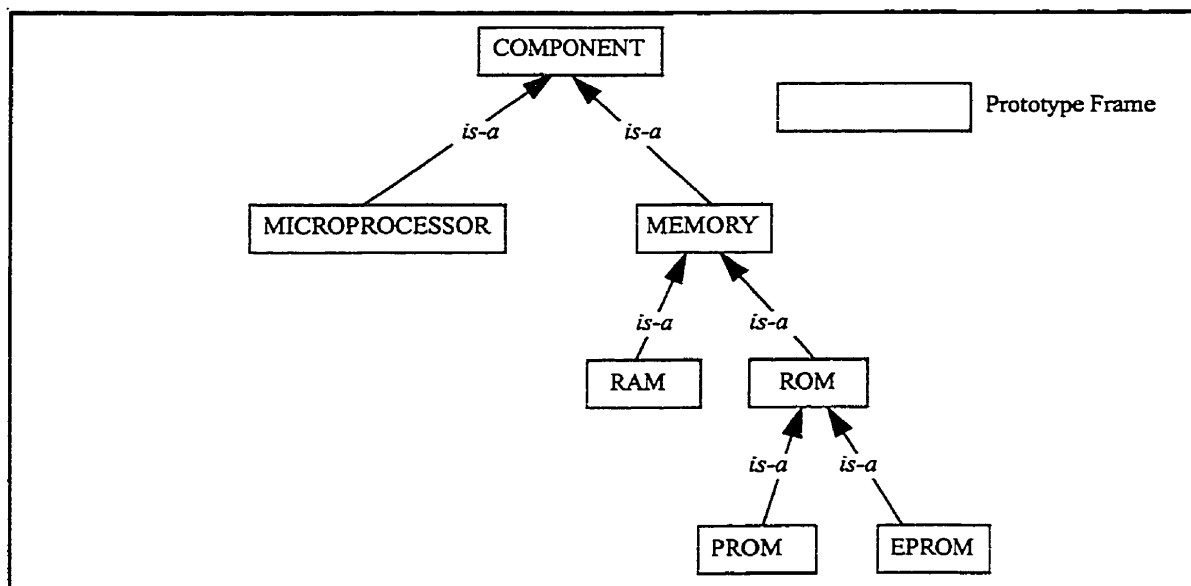 COMPONENT
Prototype Frame
is-a is-a
MICROPROCESSOR MEMORY
is-a is-a
RAM ROM
is-a is-a
PROM EPROM